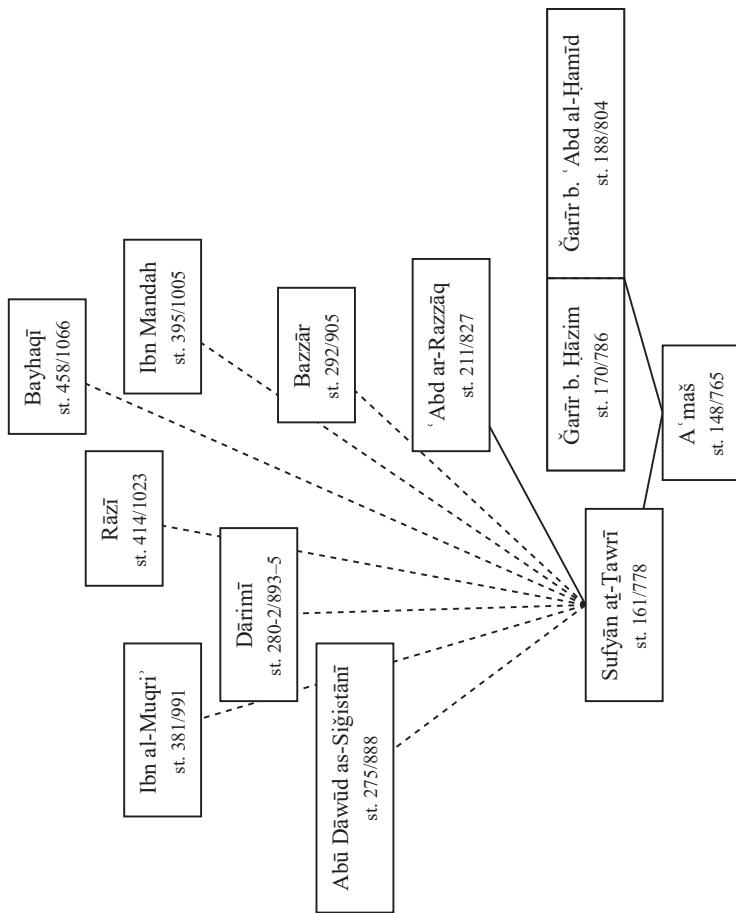 Bayhaqī
st. 458/1066
Ibn Mandah
st. 395/1005
Rāzī
st. 414/1023
Ibn al-Muqriʾ
st. 381/991
Dārimī
st. 280-2/893–5
Bazzār
st. 292/905
Abū Dāwūd as-Siǧistānī
st. 275/888
ʿAbd ar-Razzāq
st. 211/827
Sufyān aṯ-Ṯawrī
st. 161/778
Ǧarīr b. Ḥāzim
st. 170/786
Ǧarīr b. ʿAbd al-Ḥamīd
st. 188/804
Aʿmaš
st. 148/765